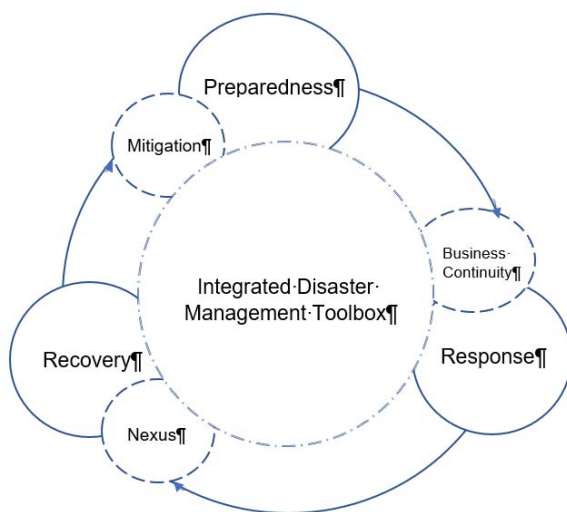 Preparedness¶
Mitigation¶
Business·
Continuity¶
Integrated·Disaster·
Management·Toolbox¶
Recovery¶
Response¶
Nexus¶